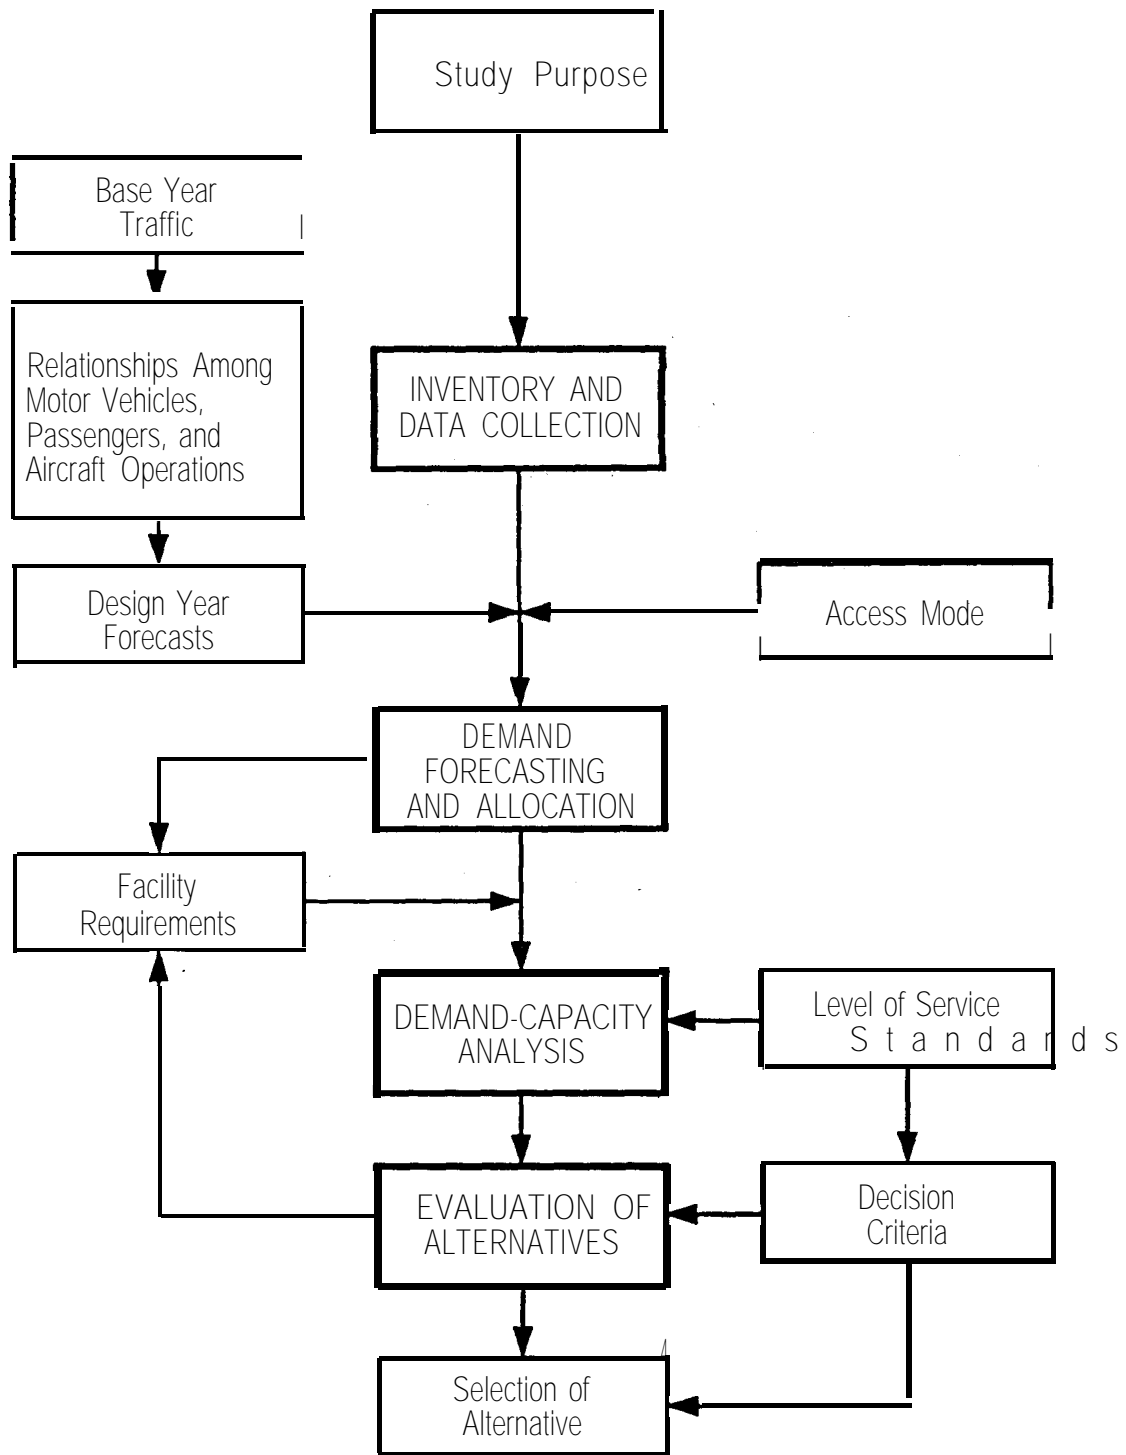 Study Purpose
Base Year
Traffic
Relationships Among
Motor Vehicles,
Passengers, and
Aircraft Operations
INVENTORY AND
DATA COLLECTION
Design Year
Forecasts
Access Mode
DEMAND
FORECASTING
AND ALLOCATION
Facility
Requirements
DEMAND-CAPACITY
ANALYSIS
Level of Service
Standards
EVALUATION OF
ALTERNATIVES
Decision
Criteria
Selection of
Alternative